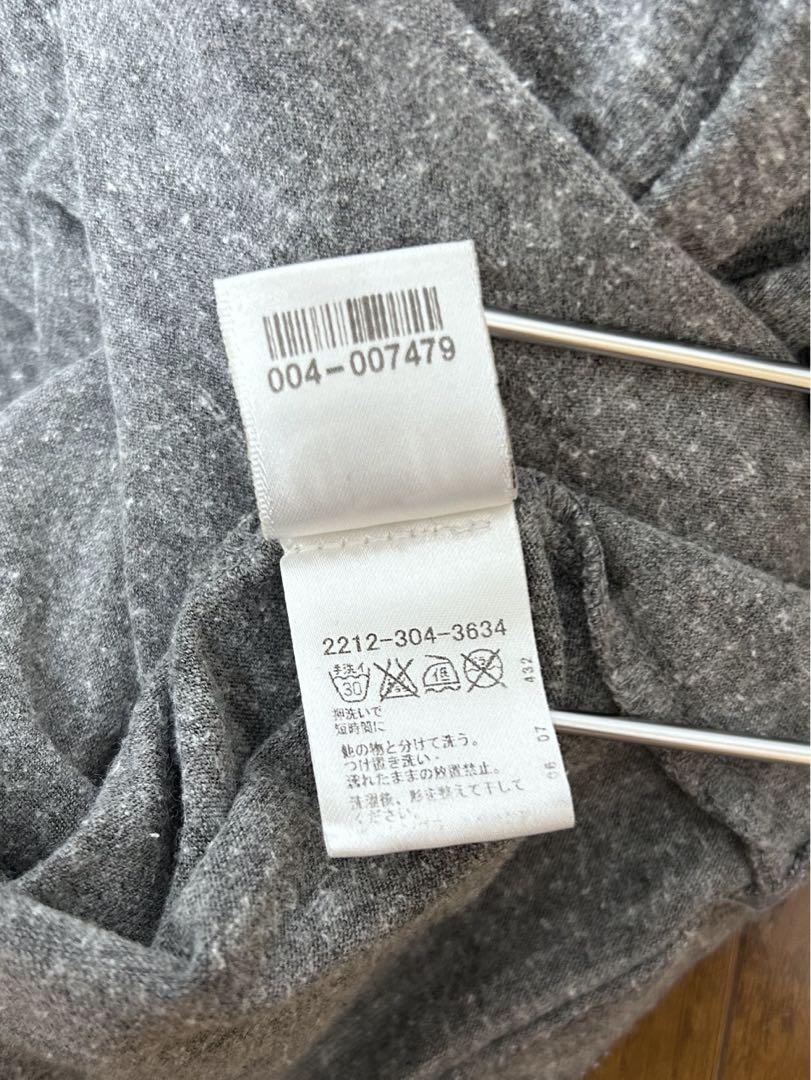 004-007479
2212-304-3634
手洗イ
30
低
押洗いで
短時間に
他の物と分けて洗う。
つけ置き洗い、
濡れたままの放置禁止。
洗濯後、形を整えて干して
ください。
432
06 07